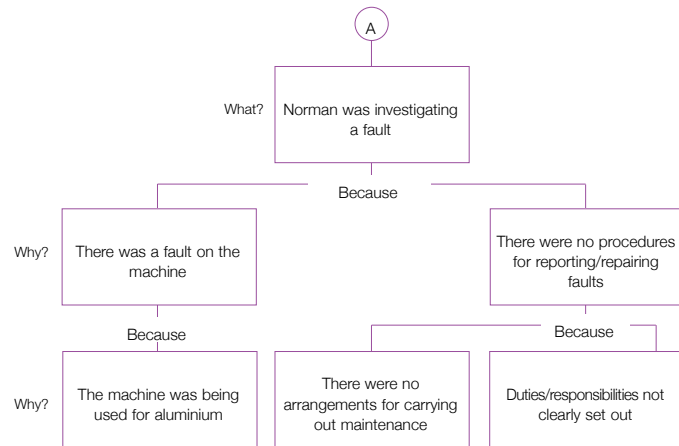 A
What?
Norman was investigating
a fault
Because
Why?
There was a fault on the
machine
There were no procedures
for reporting/repairing
faults
Because
Because
Why?
The machine was being
used for aluminium
There were no
arrangements for carrying
out maintenance
Duties/responsibilities not
clearly set out